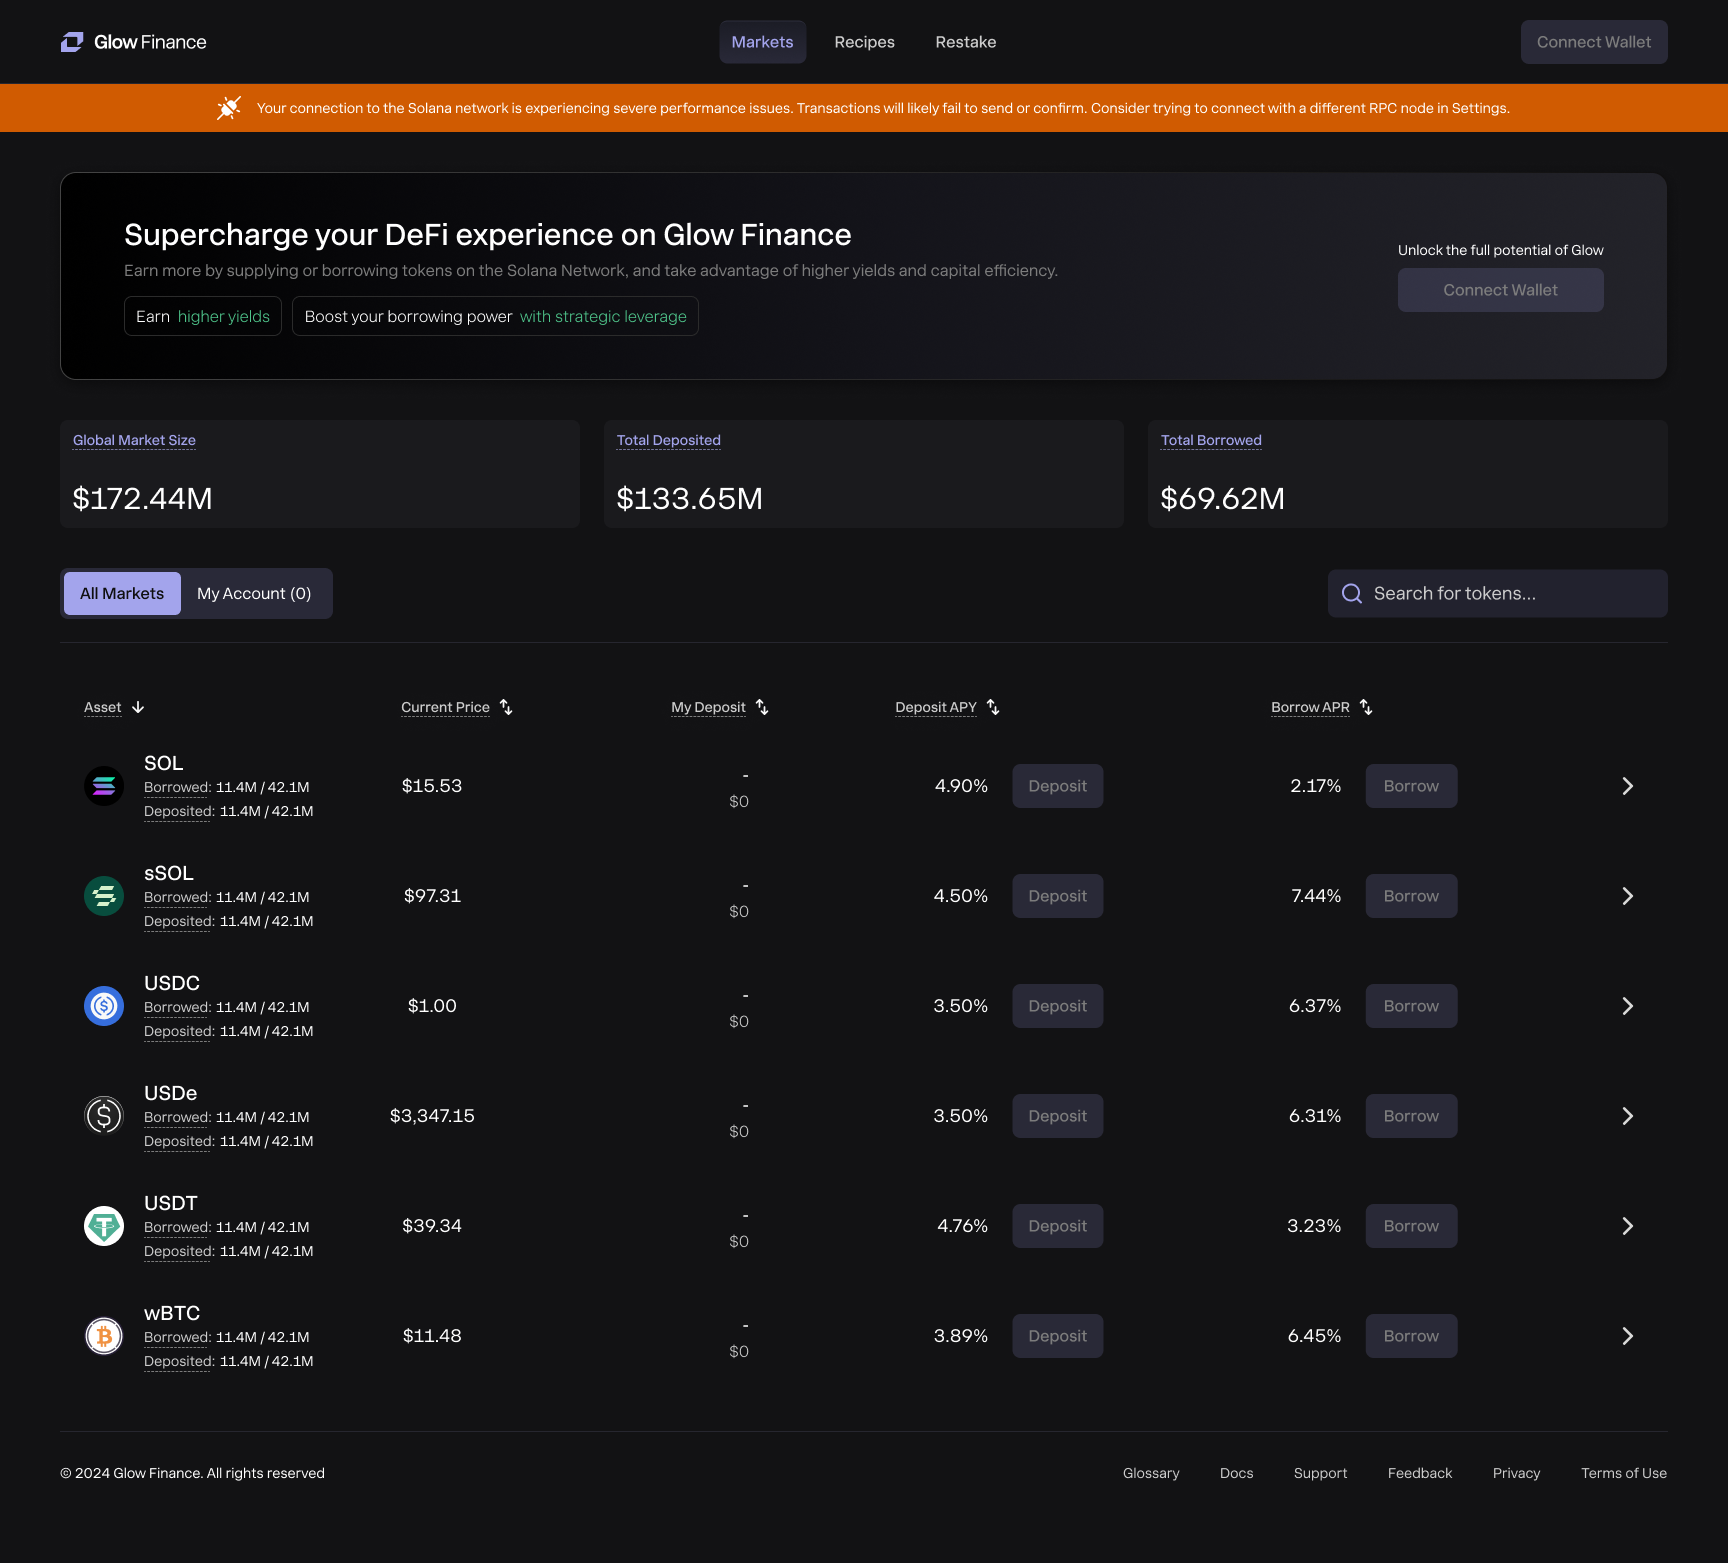 Glow Finance
Markets
Recipes
Restake
Connect Wallet
Your connection to the Solana network is experiencing severe performance issues. Transactions will likely fail to send or confirm. Consider trying to connect with a different RPC node in Settings.
Supercharge your DeFi experience on Glow Finance
Earn more by supplying or borrowing tokens on the Solana Network, and take advantage of higher yields and capital efficiency.
Earn higher yields
Boost your borrowing power with strategic leverage
Unlock the full potential of Glow
Connect Wallet
Global Market Size
$172.44M
Total Deposited
$133.65M
Total Borrowed
$69.62M
All Markets
My Account (0)
Search for tokens...
Asset
Current Price
My Deposit
Deposit APY
Borrow APR
SOL
Borrowed: 11.4M / 42.1M
Deposited: 11.4M / 42.1M
$15.53
-
$0
4.90%
Deposit
2.17%
Borrow
sSOL
Borrowed: 11.4M / 42.1M
Deposited: 11.4M / 42.1M
$97.31
-
$0
4.50%
Deposit
7.44%
Borrow
USDC
Borrowed: 11.4M / 42.1M
Deposited: 11.4M / 42.1M
$1.00
-
$0
3.50%
Deposit
6.37%
Borrow
USDe
Borrowed: 11.4M / 42.1M
Deposited: 11.4M / 42.1M
$3,347.15
-
$0
3.50%
Deposit
6.31%
Borrow
USDT
Borrowed: 11.4M / 42.1M
Deposited: 11.4M / 42.1M
$39.34
-
$0
4.76%
Deposit
3.23%
Borrow
wBTC
Borrowed: 11.4M / 42.1M
Deposited: 11.4M / 42.1M
$11.48
-
$0
3.89%
Deposit
6.45%
Borrow
© 2024 Glow Finance. All rights reserved
Glossary
Docs
Support
Feedback
Privacy
Terms of Use